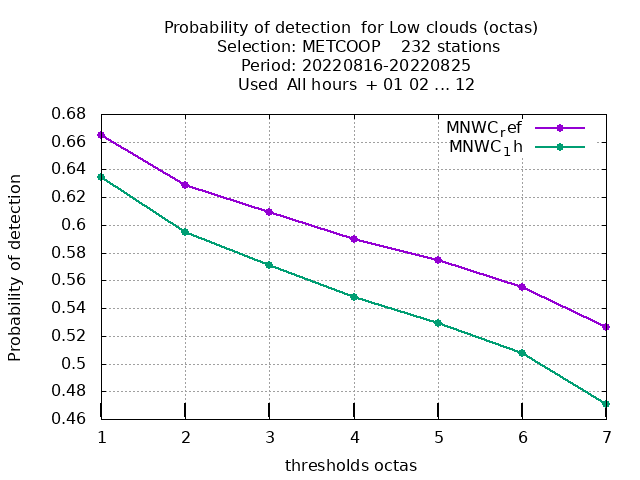 Probability of detection  for Low clouds (octas)
Selection: METCOOP    232 stations
Period: 20220816-20220825
Used  All hours  + 01 02 ... 12
MNWCref
MNWC1h
0.68
0.66
0.64
0.62
0.6
0.58
0.56
0.54
0.52
0.5
0.48
0.46
Probability of detection
1 2 3 4 5 6 7
thresholds octas